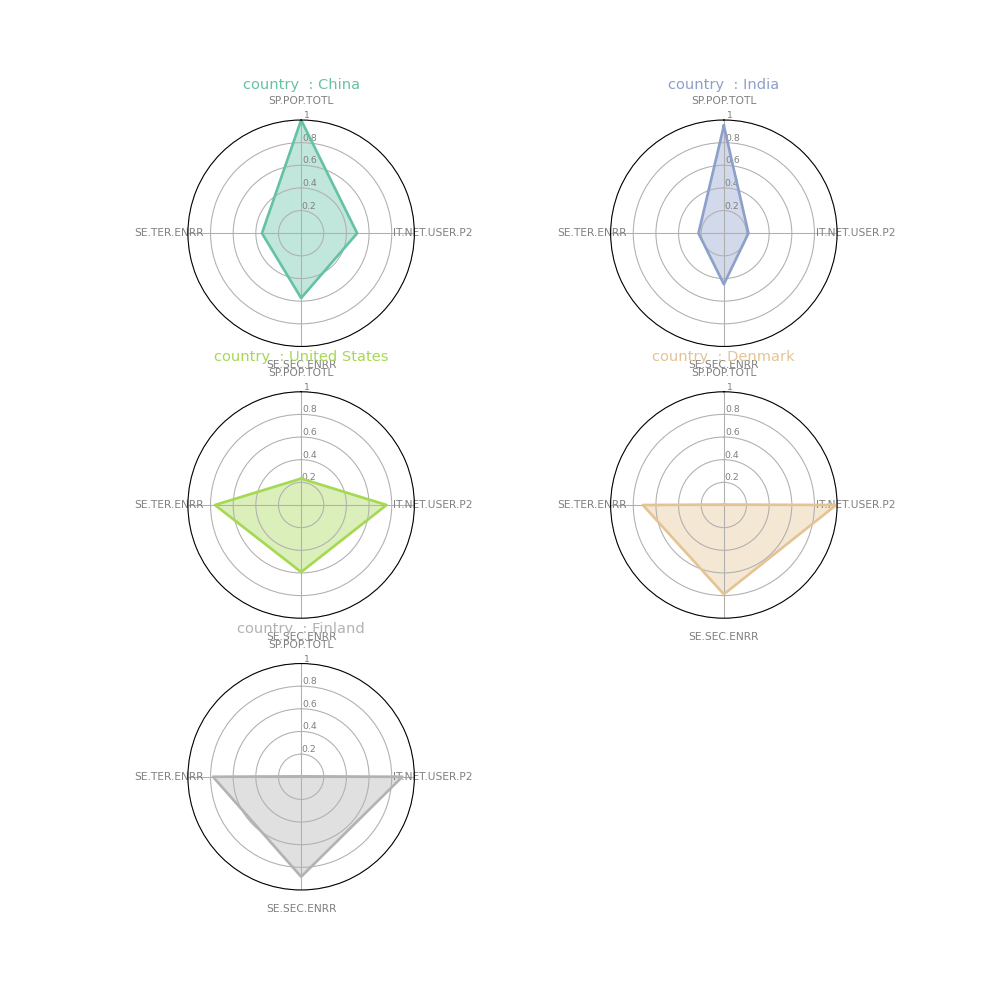 country  : China
SP.POP.TOTL
1
0.8
0.6
0.4
0.2
SE.TER.ENRR
IT.NET.USER.P2
SE.SEC.ENRR
country  : India
SP.POP.TOTL
1
0.8
0.6
0.4
0.2
SE.TER.ENRR
IT.NET.USER.P2
SE.SEC.ENRR
country  : United States
SP.POP.TOTL
1
0.8
0.6
0.4
0.2
SE.TER.ENRR
IT.NET.USER.P2
SE.SEC.ENRR
country  : Denmark
SP.POP.TOTL
1
0.8
0.6
0.4
0.2
SE.TER.ENRR
IT.NET.USER.P2
SE.SEC.ENRR
country  : Finland
SP.POP.TOTL
1
0.8
0.6
0.4
0.2
SE.TER.ENRR
IT.NET.USER.P2
SE.SEC.ENRR